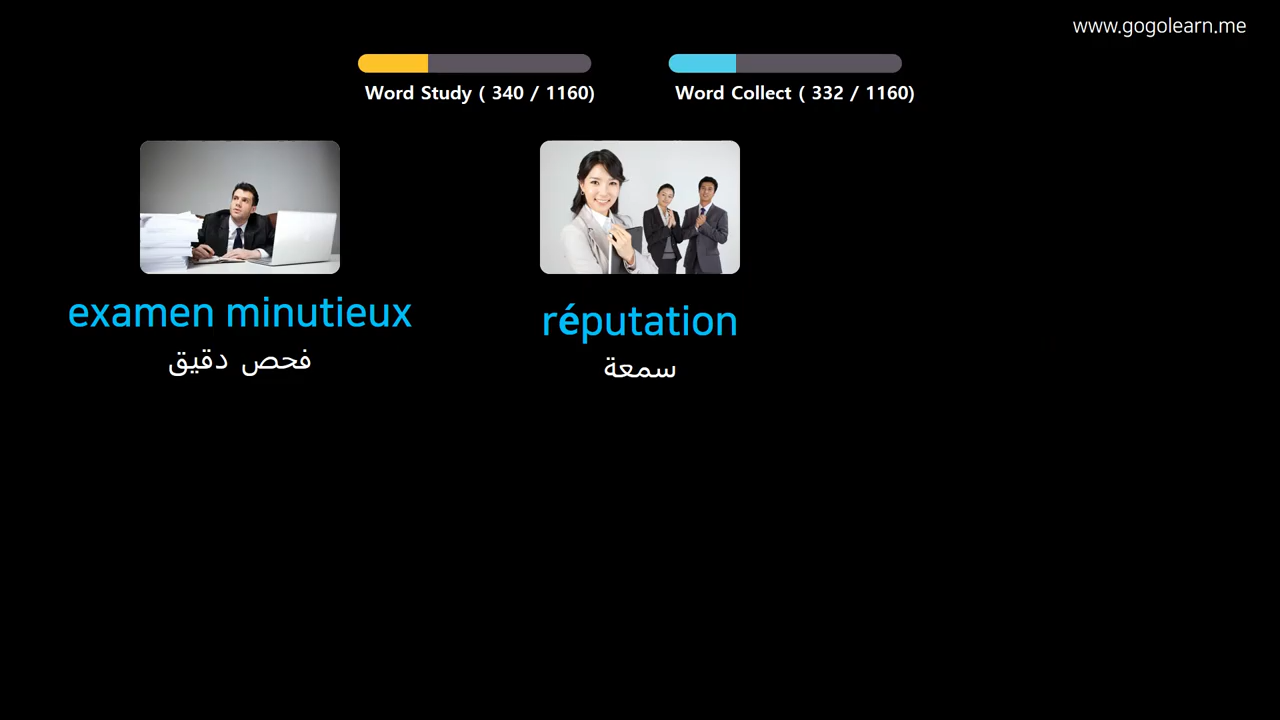 www.gogolearn.me
Word Study ( 340 / 1160)
Word Collect ( 332 / 1160)
examen minutieux
فحص دقيق
réputation
سمعة